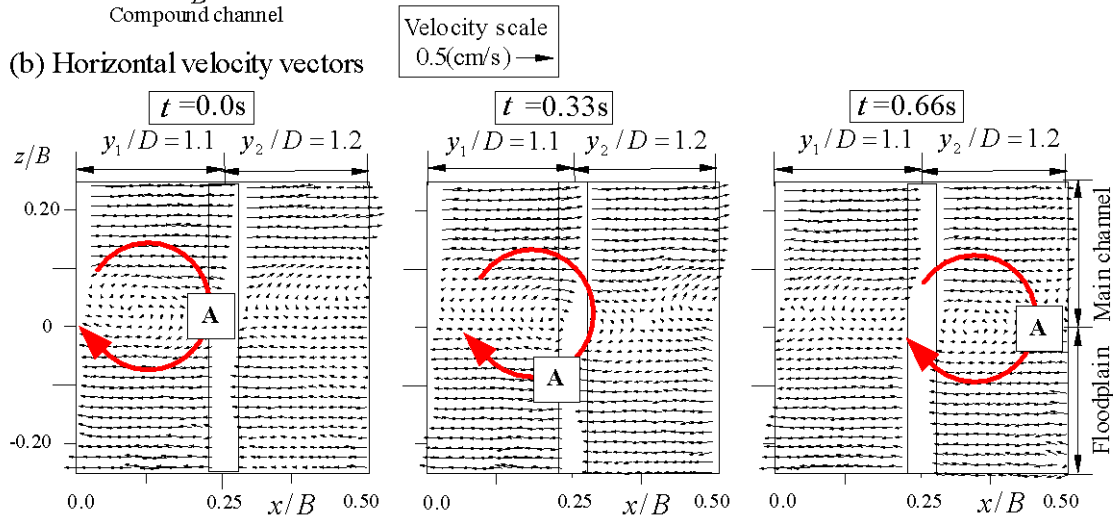 B
Compound channel
Velocity scale
0.5(cm/s)
(b) Horizontal velocity vectors
t =0.0s
t =0.33s
t =0.66s
z/B
y₁/D = 1.1
y₂/D = 1.2
y₁/D = 1.1
y₂/D = 1.2
y₁/D = 1.1
y₂/D = 1.2
0.20
0
-0.20
A
A
A
Main channel
Floodplain
0.0
0.25
x/B
0.50
0.0
0.25
x/B
0.50
0.0
0.25
x/B
0.50